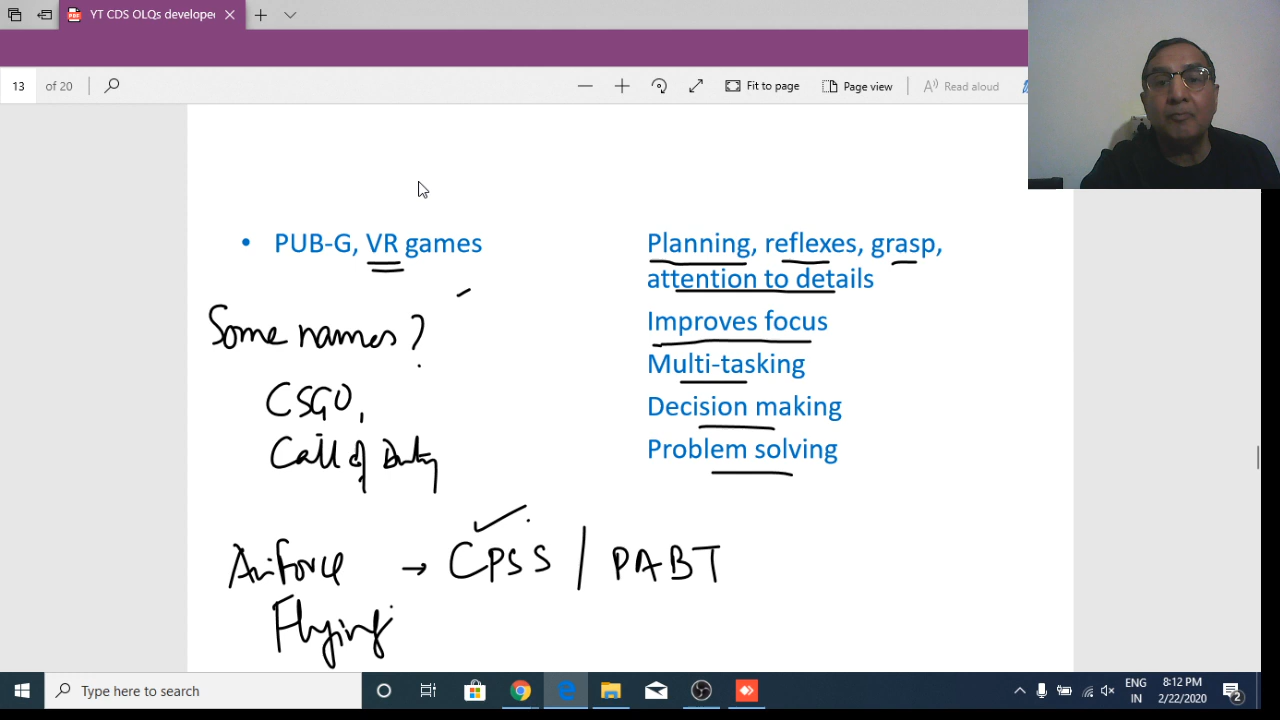 YT CDS OLQs develope
13 of 20 Fit to page Page view Read aloud
• PUB-G, VR games
Planning, reflexes, grasp,
attention to details
Improves focus
Multi-tasking
Decision making
Problem solving
Some names?
CSGO,
Call of Duty
Airforce → CPSS / PABT
Flying
Type here to search
ENG
IN
8:12 PM
2/22/2020
2